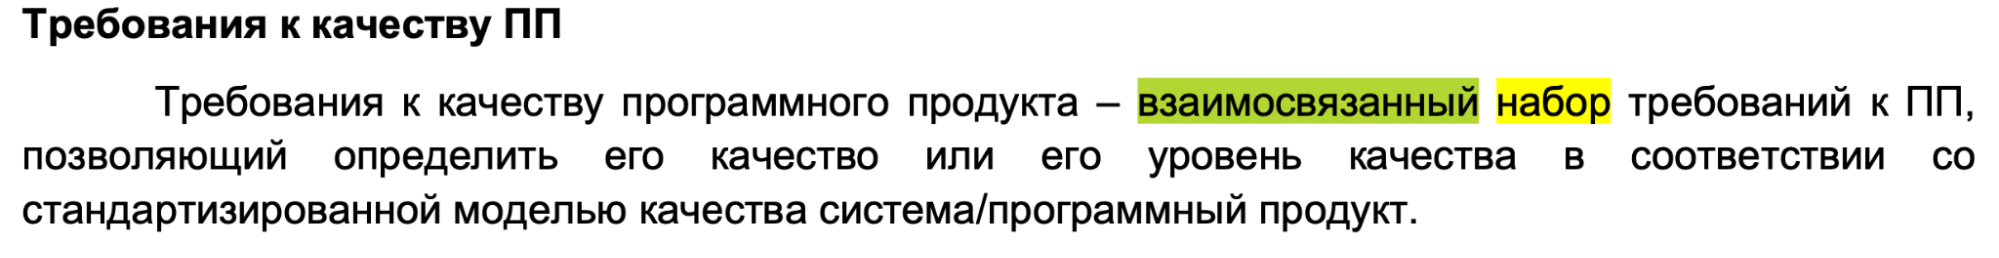 Требования к качеству ПП
Требования к качеству программного продукта – взаимосвязанный набор требований к ПП,
позволяющий определить его качество или его уровень качества в соответствии со
стандартизированной моделью качества система/программный продукт.